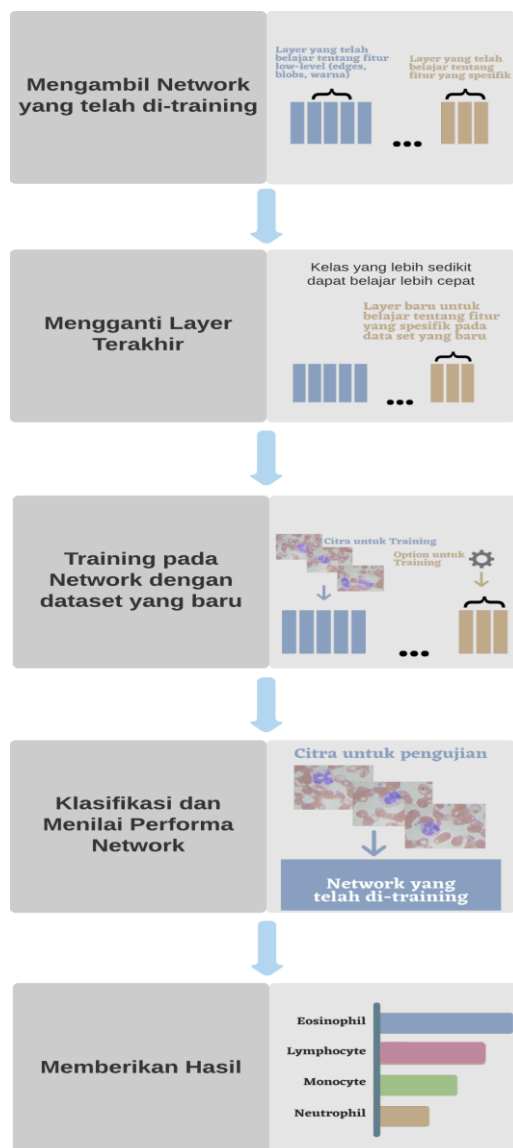 Mengambil Network
yang telah di-training
Layer yang telah
belajar tentang fitur
low-level (edges,
blobs, warna)
Layer yang telah
belajar tentang
fitur yang spesifik
Mengganti Layer
Terakhir
Kelas yang lebih sedikit
dapat belajar lebih cepat
Layer baru untuk
belajar tentang fitur
yang spesifik pada
data set yang baru
Training pada
Network dengan
dataset yang baru
Citra untuk Training
Option untuk
Training
Klasifikasi dan
Menilai Performa
Network
Citra untuk pengujian
Network yang
telah di-training
Memberikan Hasil
Eosinophil
Lymphocyte
Monocyte
Neutrophil